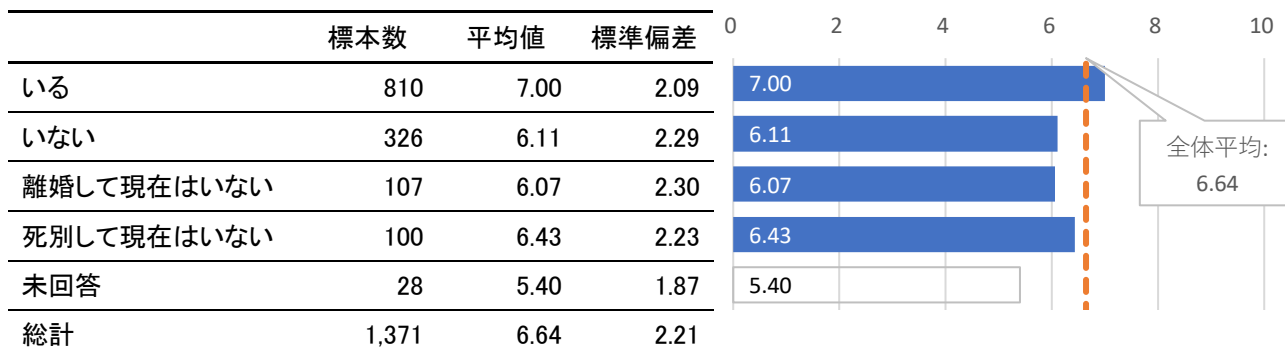 標本数 平均値 標準偏差
いる 810 7.00 2.09
いない 326 6.11 2.29
離婚して現在はいない 107 6.07 2.30
死別して現在はいない 100 6.43 2.23
未回答 28 5.40 1.87
総計 1,371 6.64 2.21
0 2 4 6 8 10
7.00
6.11
6.07
6.43
5.40
全体平均:
6.64